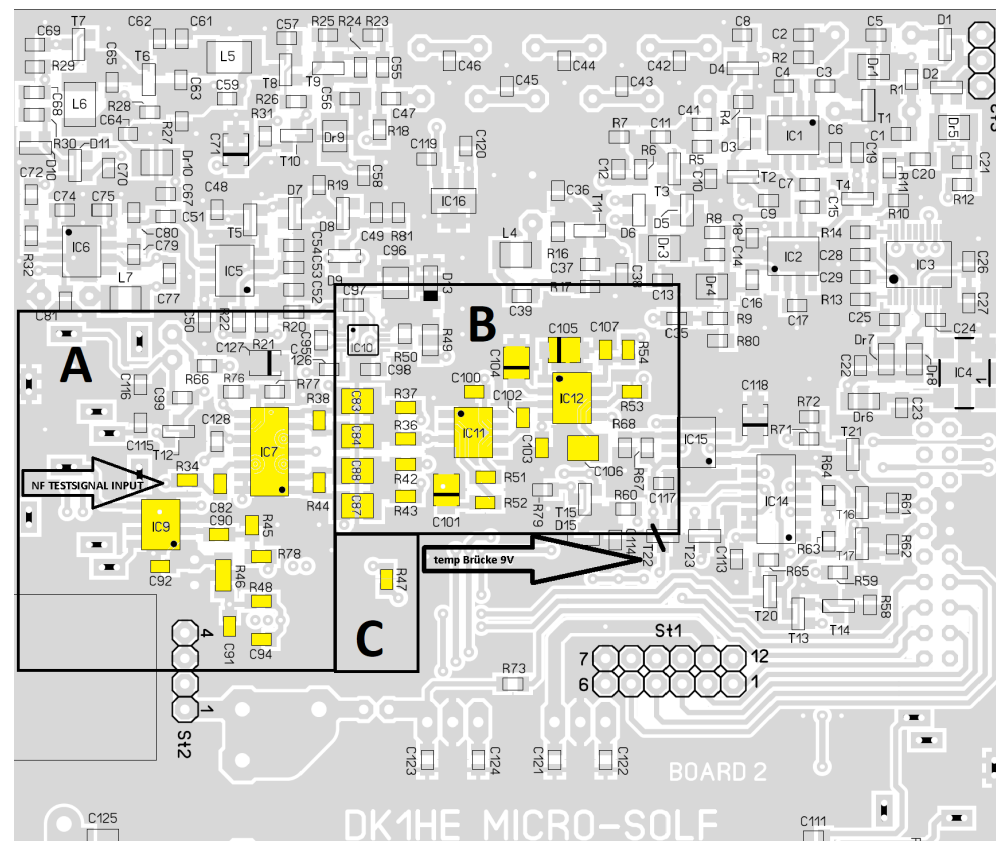 C69
T7
C62
C61
C57
R25
R24
R23
C8
C2
C5
D1
R29
C65
T6
L5
T8
T9
C55
C46
C44
C42
D4
R2
Dr1
C63
C59
C45
C43
C4
C3
R1
D2
L6
R28
R26
C56
C47
C41
R4
T1
C68
C64
R27
R31
Dr9
R18
R7
C11
IC1
C6
C1
Dr5
R30
D11
C71
T10
C119
C120
R6
R5
D3
C19
D10
Dr10
C12
C20
C21
C72
C70
C67
C48
D7
R19
C58
C36
T3
C10
T2
C7
T4
R11
R12
C74
C75
C51
T5
D8
C49
R81
IC16
T11
D6
D5
R8
C9
C15
R10
IC6
C80
C79
C54
C96
L4
R16
Dr3
C18
C14
IC2
R14
C28
IC3
C26
R32
L7
C77
IC5
C53
C52
D9
D13
C37
R17
C38
C13
Dr4
C16
C29
R13
C27
C81
C50
R22
R20
C97
C39
C35
R9
C17
C25
C24
A
B
C127
R21
C126
C95
IC10
R50
R49
C105
C107
R54
R80
Dr7
Dr8
IC4
1
C116
R66
R76
R77
C98
C104
C22
C99
R38
C83
R37
C100
C102
IC12
R53
C118
R72
Dr6
C23
C115
C128
T12
IC7
C84
R36
IC11
C103
R68
R71
T21
IC15
NF TESTSIGNAL INPUT
R34
C82
R44
C88
R42
R51
C106
R67
C117
IC14
R64
C87
R43
C101
R52
R79
R60
T16
R61
IC9
C90
R45
T15
D15
C114
T22
T23
C113
R63
T17
R62
C92
R78
temp Brücke 9V
R65
R59
R46
R48
R47
T20
R58
C91
C94
C
T13
T14
4
St1
7
12
6
1
R73
1
St2
C123
C124
C121
C122
BOARD 2
C125
DK1HE MICRO-SOLF
C111